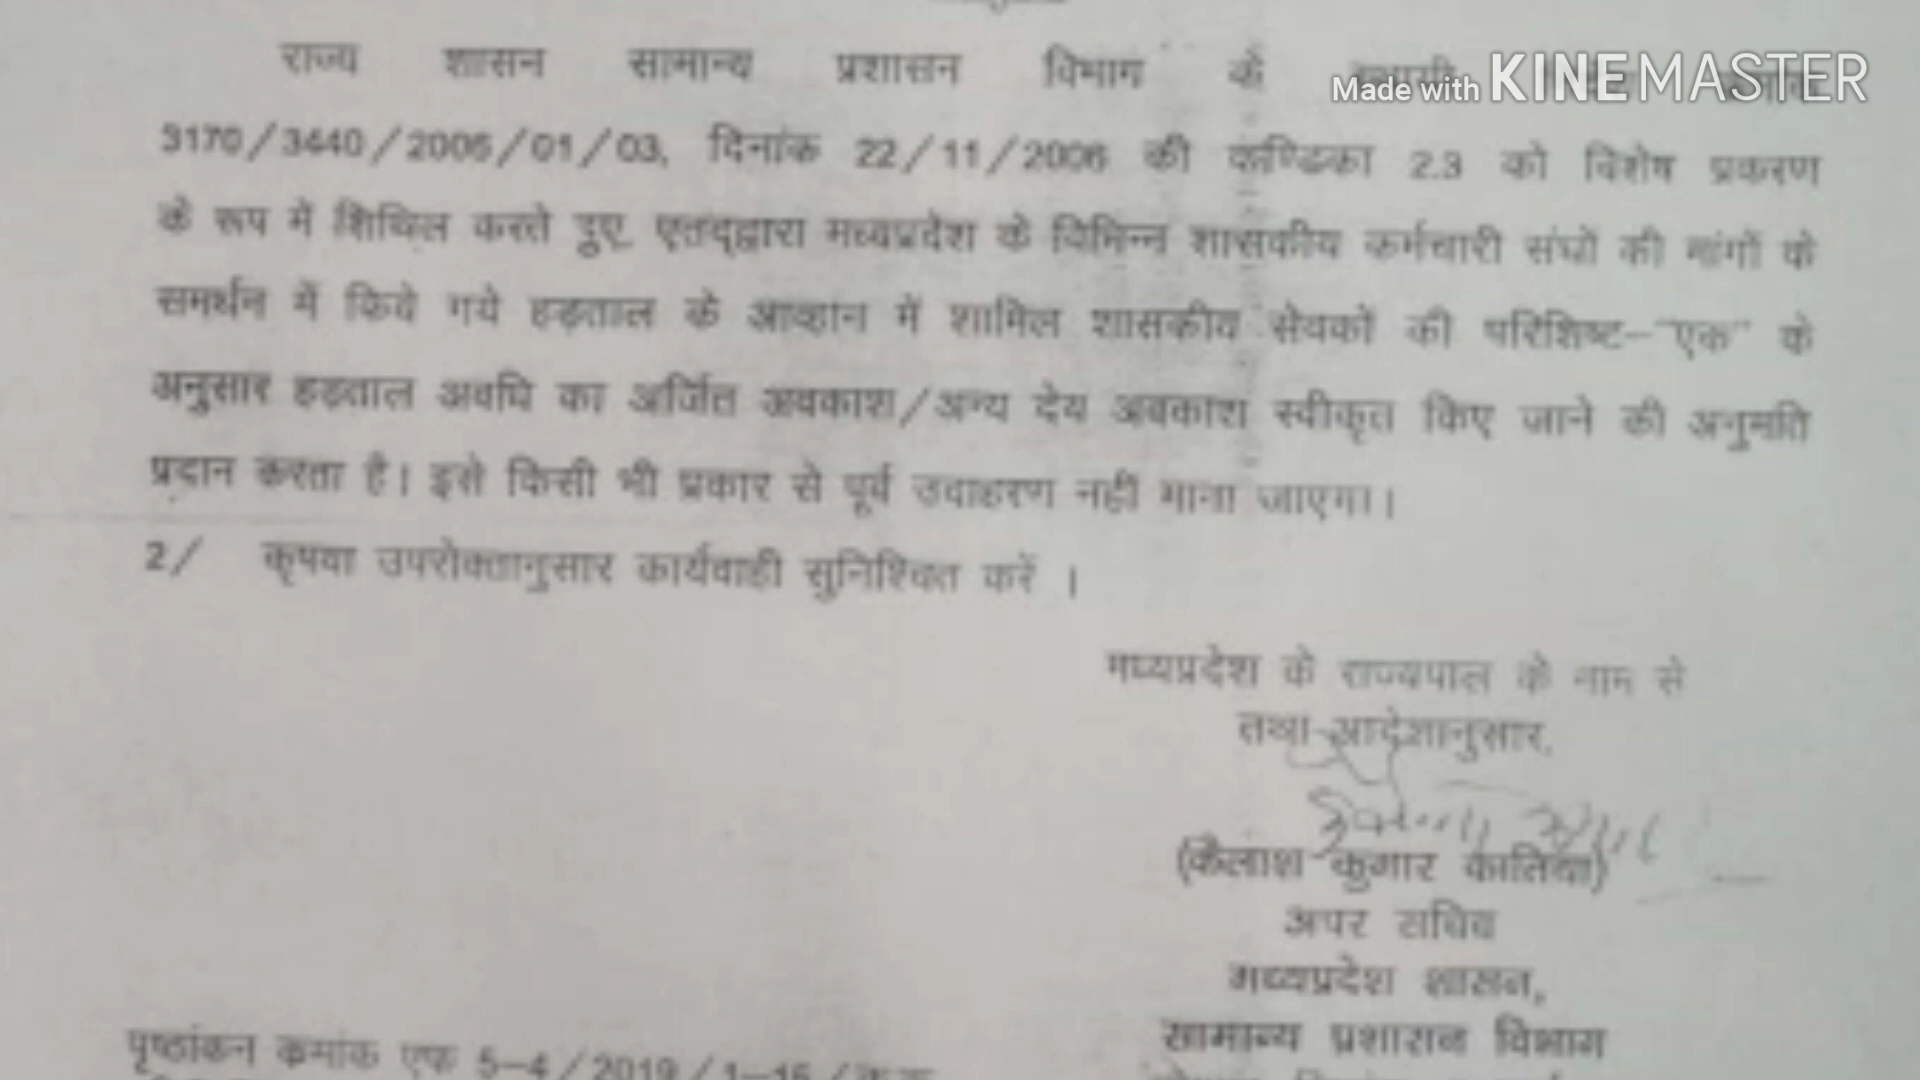 राज्य शासन सामान्य प्रशासन विभाग के
Made with KINEMASTER
3170/3440/2006/01/03, दिनांक 22/11/2006 की कण्डिका 2.3 को विशेष प्रकरण
के रूप में शिथिल करते हुए, एतद्द्वारा मध्यप्रदेश के विभिन्न शासकीय कर्मचारी संघों की मांगों के
समर्थन में किये गये हड़ताल के आव्हान में शामिल शासकीय सेवकों की परिशिष्ट-"एक" के
अनुसार हड़ताल अवधि का अर्जित अवकाश/अन्य देय अवकाश स्वीकृत किए जाने की अनुमति
प्रदान करता है। इसे किसी भी प्रकार से पूर्व उदाहरण नहीं माना जाएगा।
2/ कृपया उपरोक्तानुसार कार्यवाही सुनिश्चित करें ।
मध्यप्रदेश के राज्यपाल के नाम से
तथा आदेशानुसार,
(कैलाश कुमार कातिया)
अपर सचिव
मध्यप्रदेश शासन,
सामान्य प्रशासन विभाग
पृष्ठांकन क्रमांक एफ 5-4/2019/1-15/